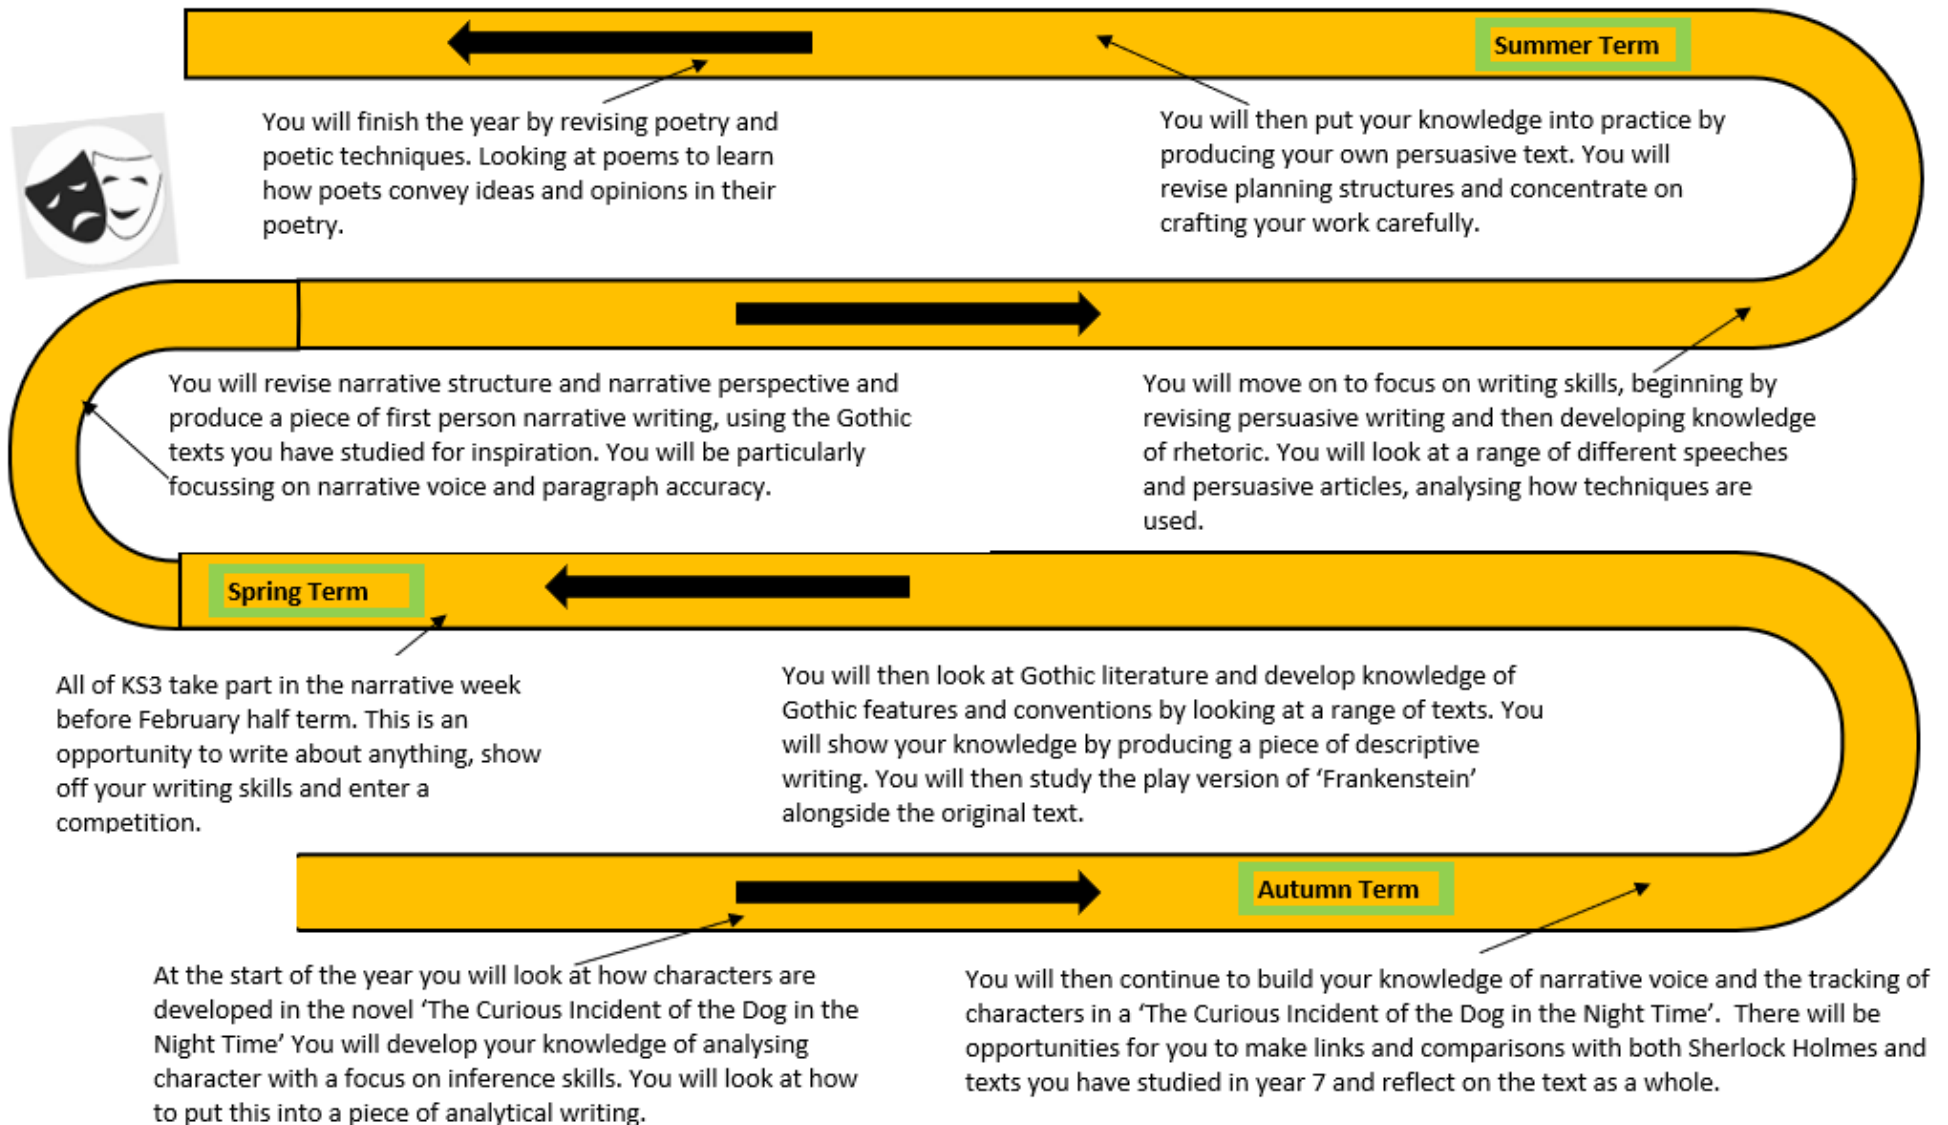 Summer Term
You will finish the year by revising poetry and
poetic techniques. Looking at poems to learn
how poets convey ideas and opinions in their
poetry.
You will then put your knowledge into practice by
producing your own persuasive text. You will
revise planning structures and concentrate on
crafting your work carefully.
You will revise narrative structure and narrative perspective and
produce a piece of first person narrative writing, using the Gothic
texts you have studied for inspiration. You will be particularly
focussing on narrative voice and paragraph accuracy.
You will move on to focus on writing skills, beginning by
revising persuasive writing and then developing knowledge
of rhetoric. You will look at a range of different speeches
and persuasive articles, analysing how techniques are
used.
Spring Term
All of KS3 take part in the narrative week
before February half term. This is an
opportunity to write about anything, show
off your writing skills and enter a
competition.
You will then look at Gothic literature and develop knowledge of
Gothic features and conventions by looking at a range of texts. You
will show your knowledge by producing a piece of descriptive
writing. You will then study the play version of ‘Frankenstein’
alongside the original text.
Autumn Term
At the start of the year you will look at how characters are
developed in the novel ‘The Curious Incident of the Dog in the
Night Time’ You will develop your knowledge of analysing
character with a focus on inference skills. You will look at how
to put this into a piece of analytical writing.
You will then continue to build your knowledge of narrative voice and the tracking of
characters in a ‘The Curious Incident of the Dog in the Night Time’.  There will be
opportunities for you to make links and comparisons with both Sherlock Holmes and
texts you have studied in year 7 and reflect on the text as a whole.